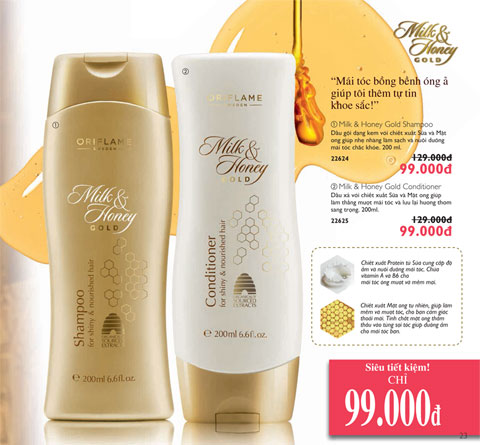 Milk &
Honey
GOLD
"Mái tóc bồng bềnh óng ả
giúp tôi thêm tự tin
khoe sắc!"
① Milk & Honey Gold Shampoo
Dầu gội dạng kem với chiết xuất Sữa và Mật
ong giúp nhẹ nhàng làm sạch và nuôi dưỡng
mái tóc chắc khỏe. 200 ml.
22624 129.000đ
99.000đ
② Milk & Honey Gold Conditioner
Dầu xả với chiết xuất Sữa và Mật ong giúp
làm thẳng mượt mái tóc và lưu lại hương thơm
sang trọng. 200ml.
22625 129.000đ
99.000đ
Chiết xuất Protein từ Sữa cung cấp độ
ẩm và nuôi dưỡng mái tóc. Chứa
vitamin A và B6 cho
mái tóc óng mượt và mềm mại.
Chiết xuất Mật ong tự nhiên, giúp làm
mềm và mượt tóc, cho bạn cảm giác
thoải mái. Tinh chất mật ong thẩm
thấu vào từng sợi tóc giúp dưỡng ẩm
cho mái tóc bạn.
Siêu tiết kiệm!
CHỈ
99.000đ
23
①
ORIFLAME
SWEDEN
Milk &
Honey
GOLD
Shampoo
for shiny & nourished hair
ORGANICALLY
SOURCED
EXTRACTS
℮ 200ml 6.6fl.oz.
②
ORIFLAME
SWEDEN
Milk &
Honey
GOLD
Conditioner
for shiny & nourished hair
ORGANICALLY
SOURCED
EXTRACTS
℮ 200ml 6.6fl.oz.